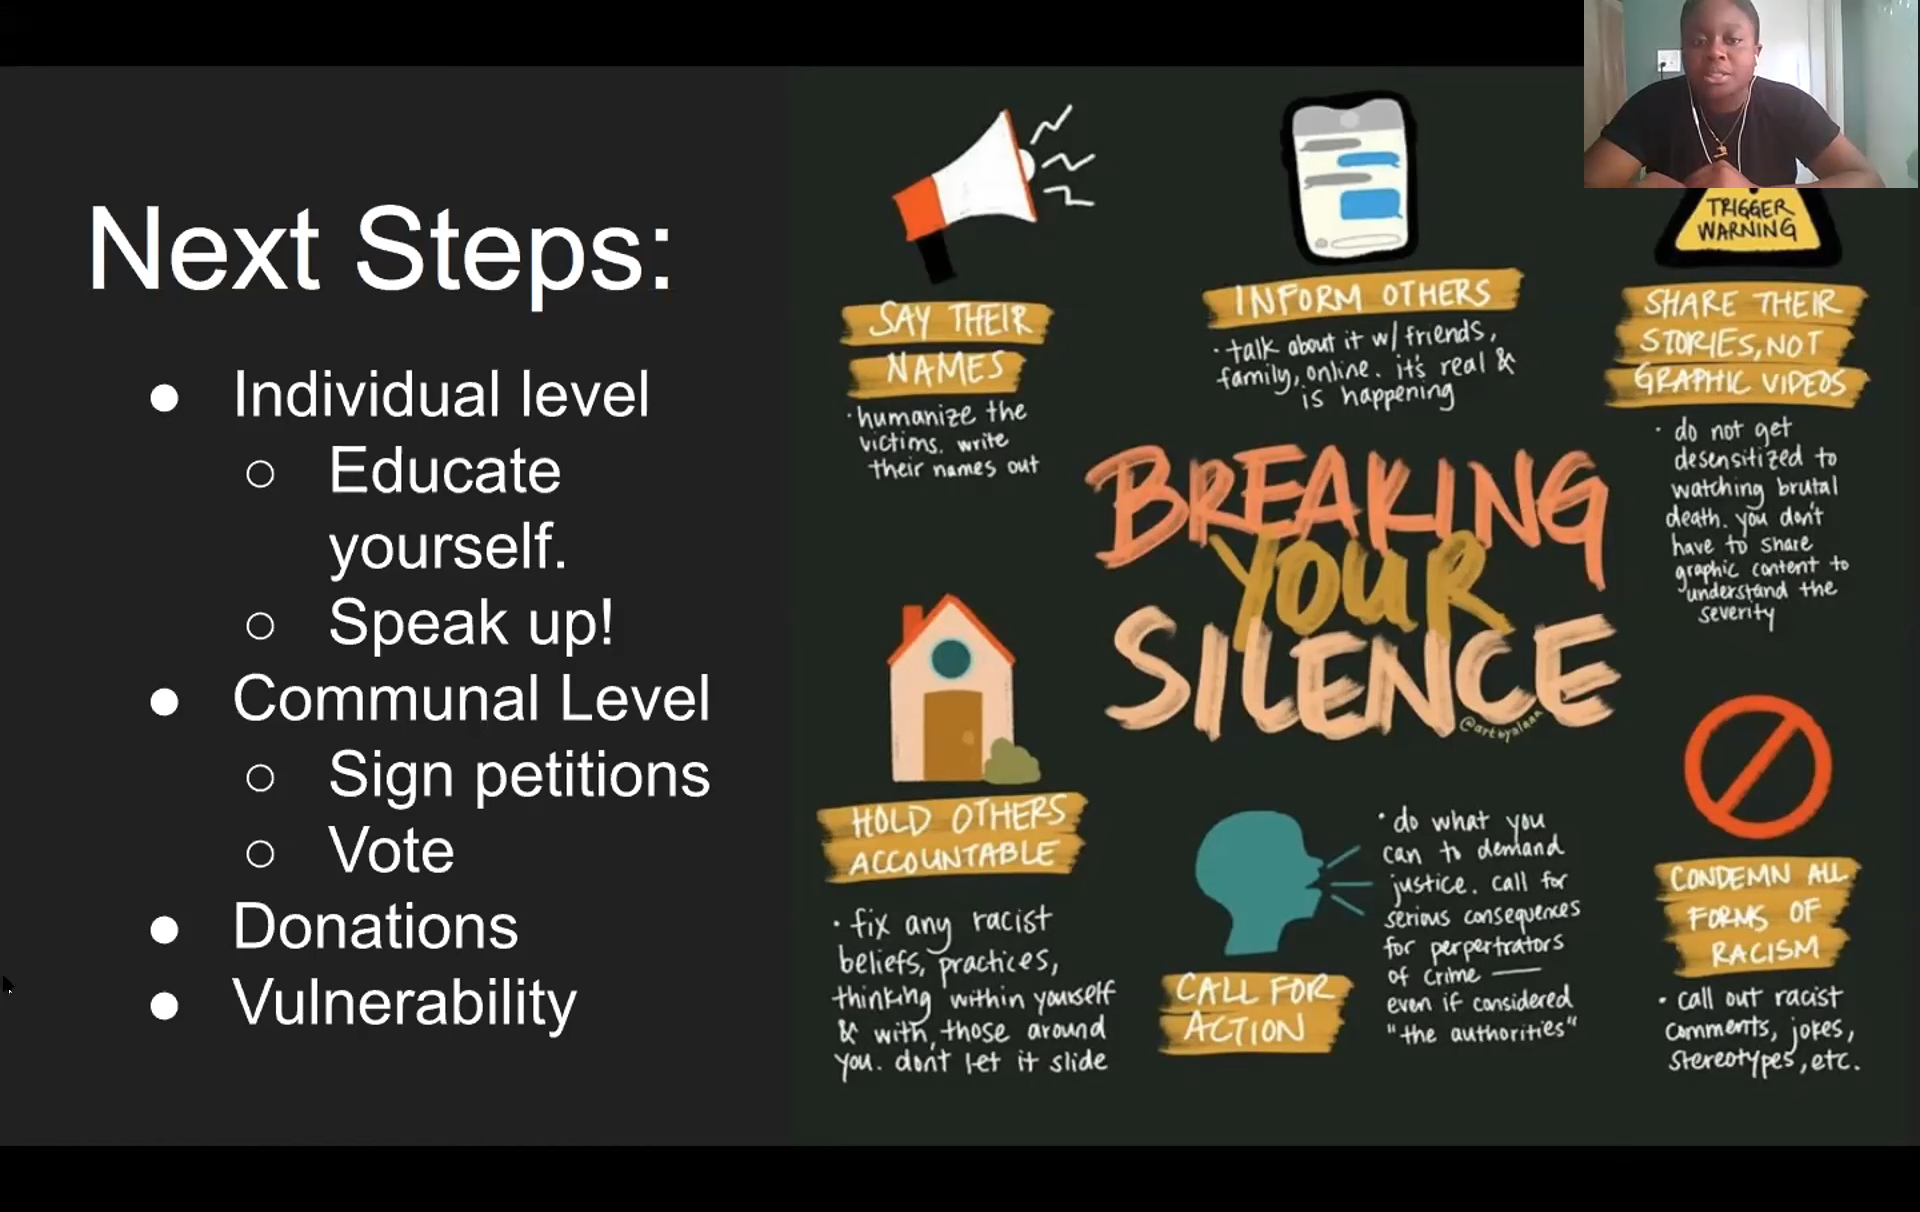 Next Steps:
● Individual level
○ Educate
yourself.
○ Speak up!
● Communal Level
○ Sign petitions
○ Vote
● Donations
● Vulnerability
SAY THEIR
NAMES
· humanize the
victims. write
their names out
INFORM OTHERS
· talk about it w/ friends,
family, online. it's real &
is happening
TRIGGER
WARNING
SHARE THEIR
STORIES, NOT
GRAPHIC VIDEOS
· do not get
desensitized to
watching brutal
death. you don't
have to share
graphic content to
understand the
severity
BREAKING
YOUR
SILENCE
HOLD OTHERS
ACCOUNTABLE
· fix any racist
beliefs, practices,
thinking within yourself
& with, those around
you. dont let it slide
CALL FOR
ACTION
· do what you
can to demand
justice. call for
serious consequences
for perpertrators
of crime —
even if considered
"the authorities"
CONDEMN ALL
FORMS OF
RACISM
· call out racist
comments, jokes,
stereotypes, etc.